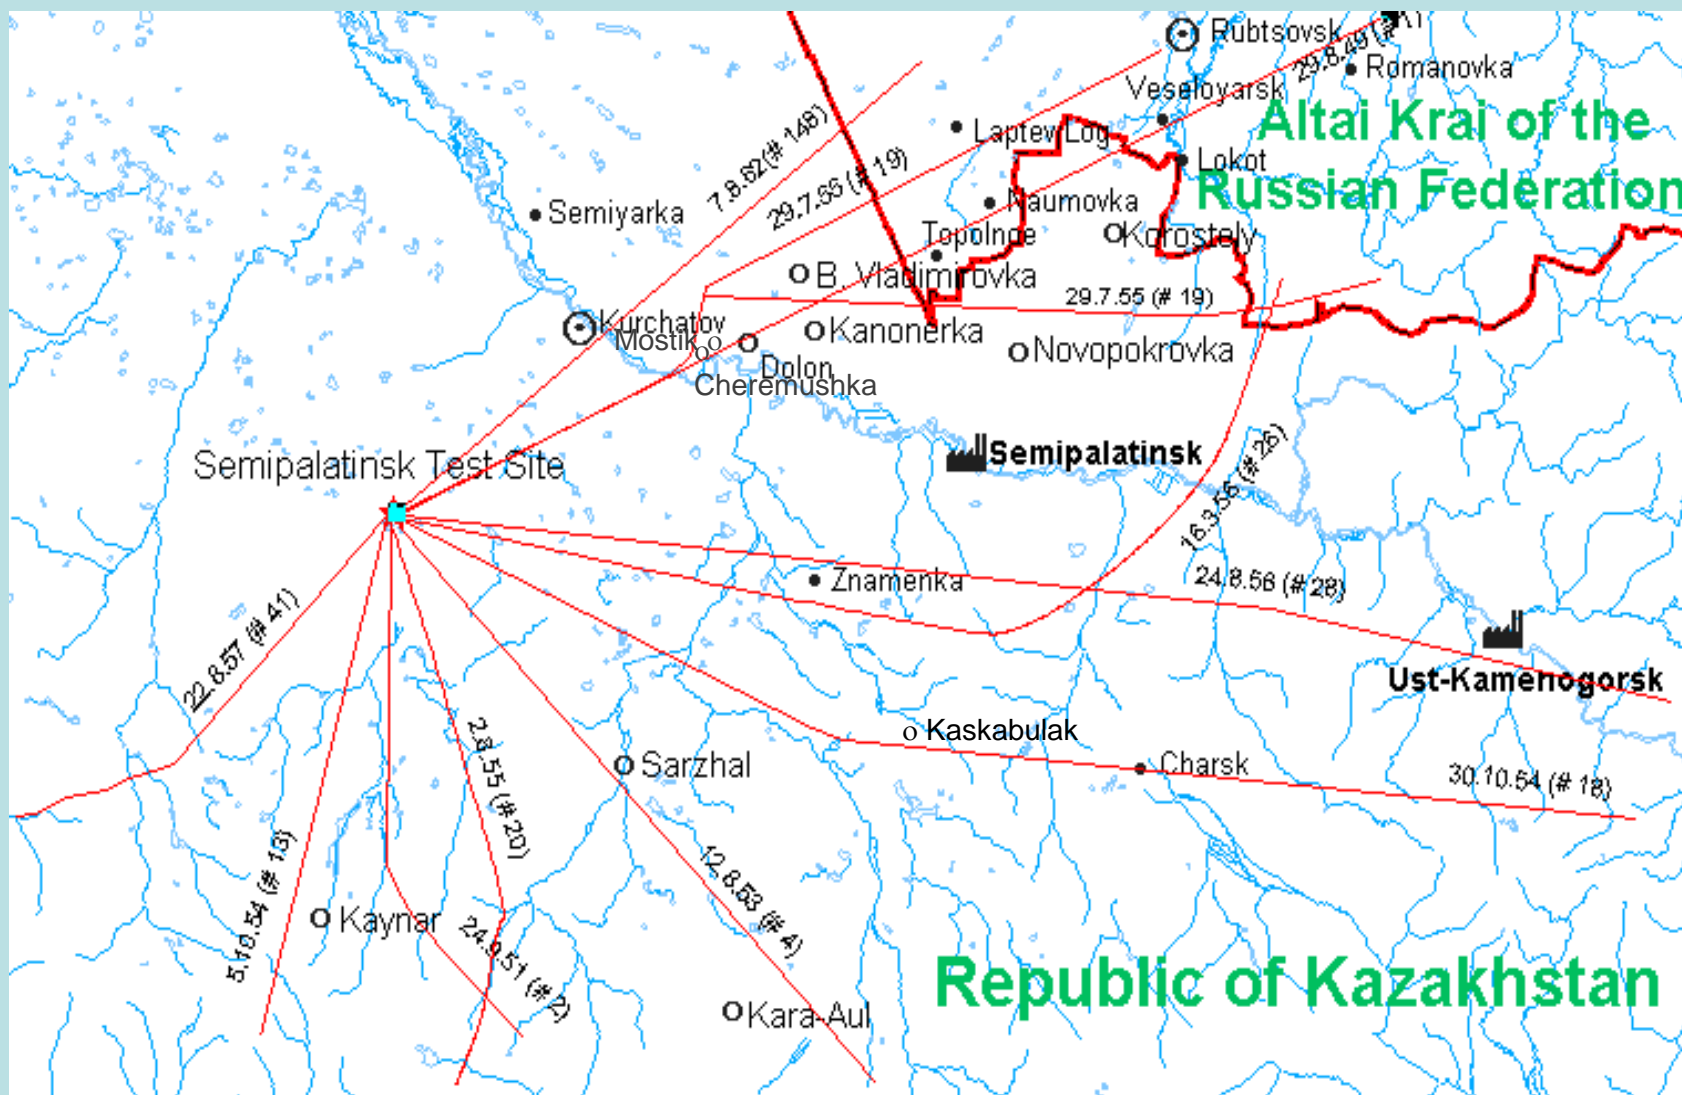 Rubtsovsk
29.8.49 (# 1)
Romanovka
Veseloyarsk
Altai Krai of the
Russian Federation
Laptev Log
Lokot
7.8.62(# 148)
29.7.55 (# 19)
Semiyarka
Naumovka
Topolnoe
Korostely
B. Vladimirovka
29.7.55 (# 19)
Kurchatov
Mostik
Kanonerka
Novopokrovka
Dolon
Cheremushka
Semipalatinsk
Semipalatinsk Test Site
16.3.56 (# 26)
Znamenka
24.8.56 (# 28)
22.8.57 (# 41)
Ust-Kamenogorsk
Kaskabulak
Sarzhal
Charsk
30.10.54 (# 18)
2.8.55 (# 20)
12.8.53 (# 4)
5.10.54 (# 13)
Kaynar
24.9.51 (# 2)
Republic of Kazakhstan
Kara-Aul